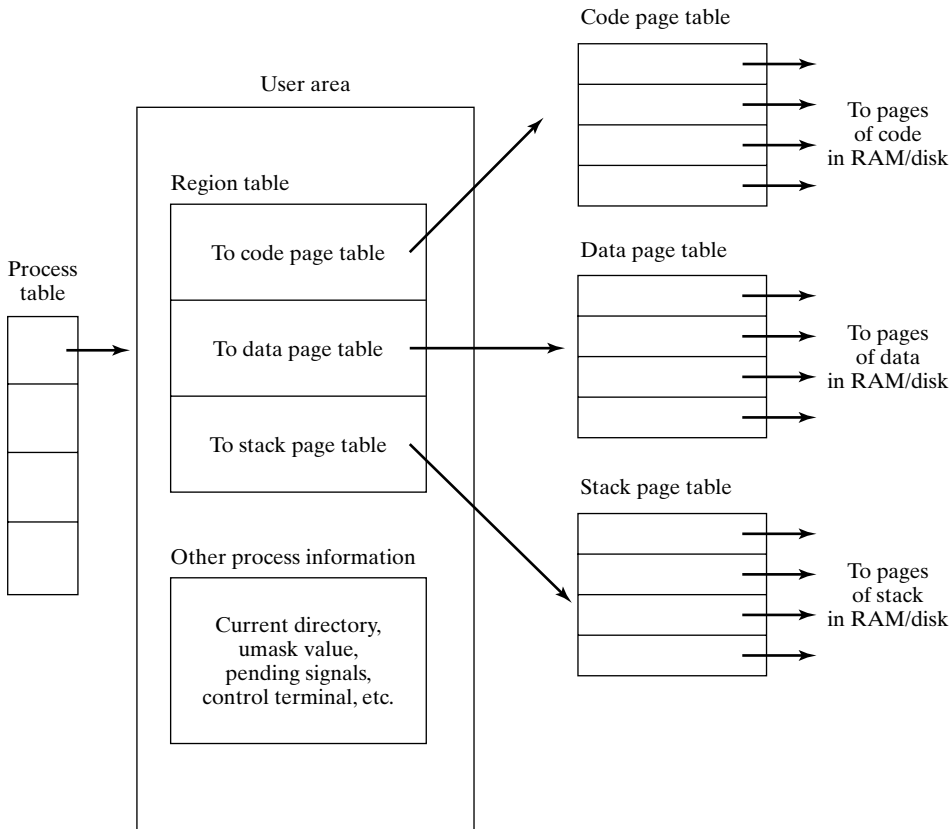 Process
table
User area
Region table
To code page table
To data page table
To stack page table
Other process information
Current directory,
umask value,
pending signals,
control terminal, etc.
Code page table
To pages
of code
in RAM/disk
Data page table
To pages
of data
in RAM/disk
Stack page table
To pages
of stack
in RAM/disk